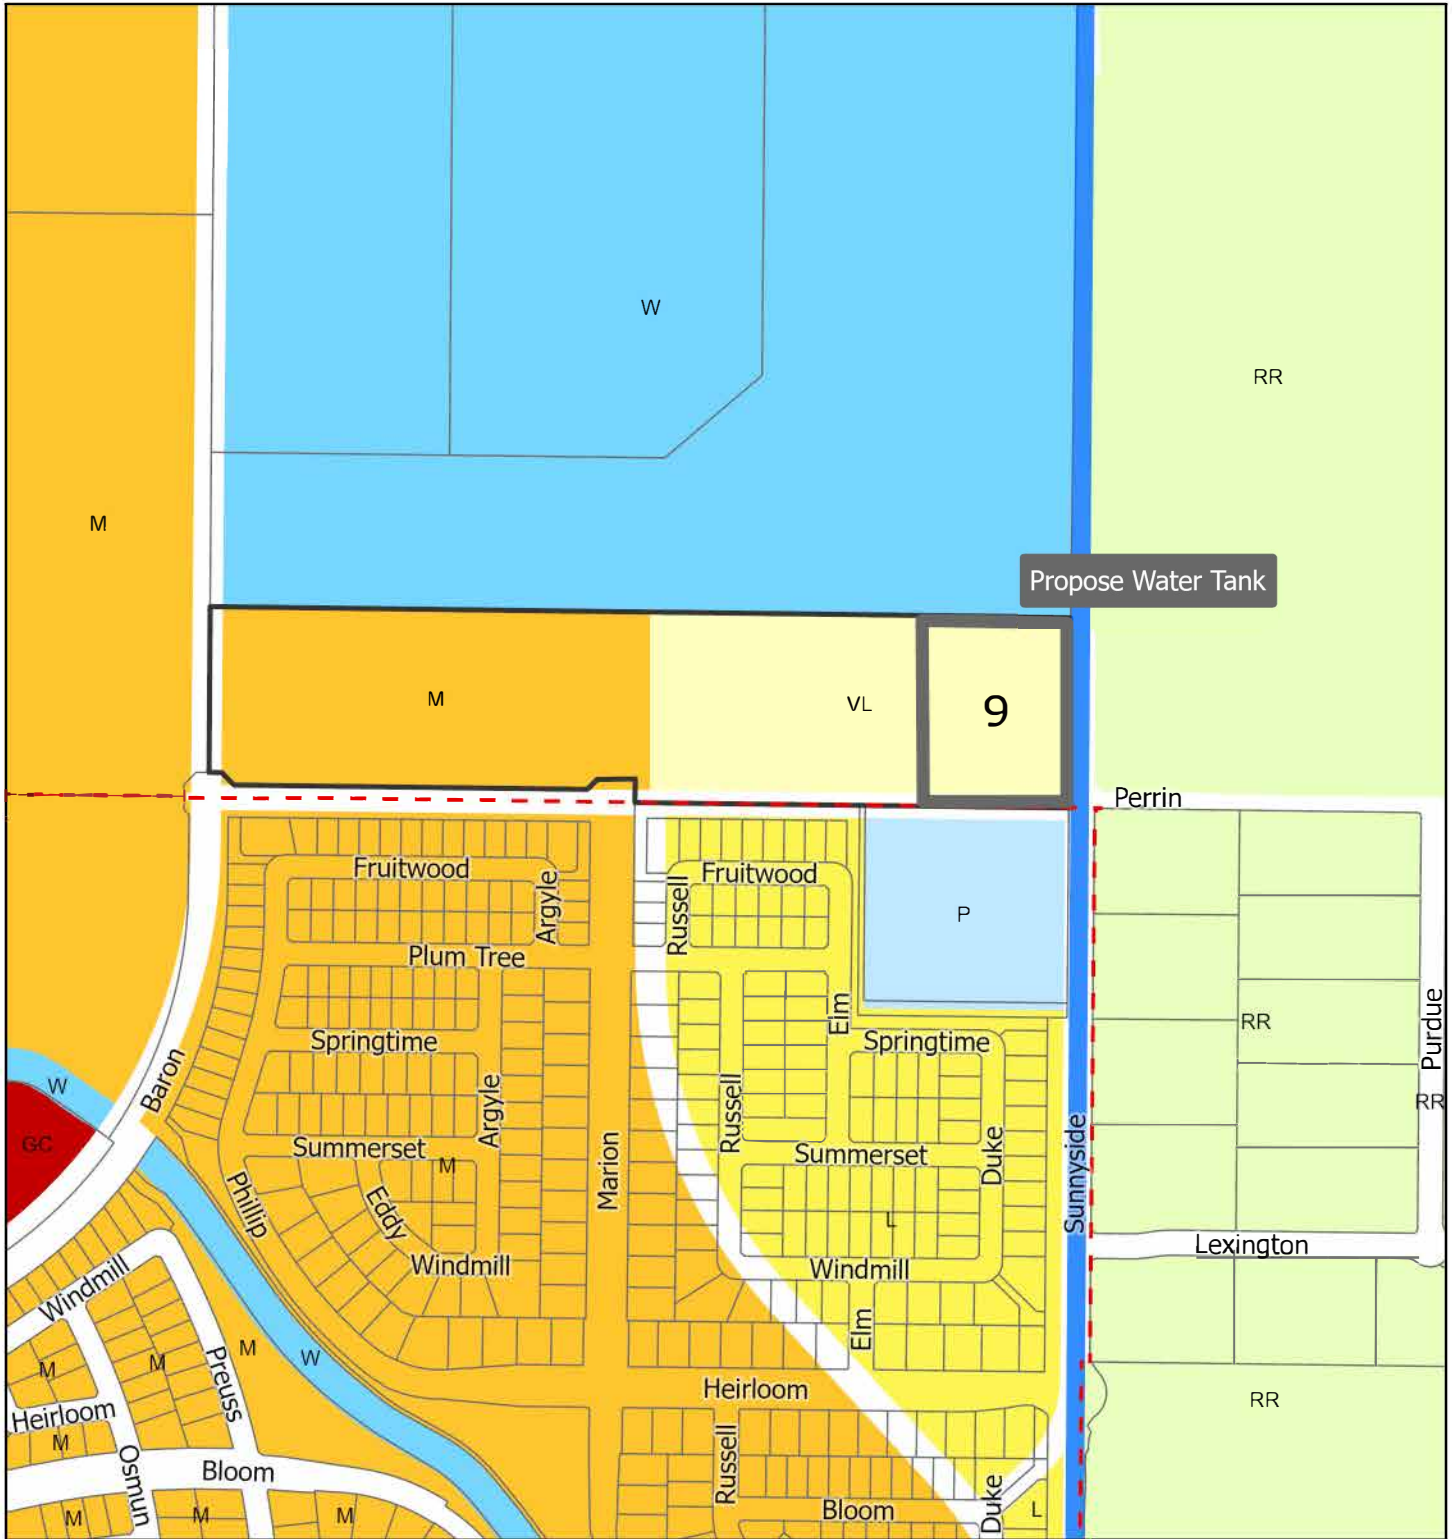 W
RR
M
Propose Water Tank
M
VL
9
Perrin
Fruitwood
Argyle
Russell
Fruitwood
P
Plum Tree
Elm
Springtime
Springtime
RR
Purdue
W
Baron
Argyle
Russell
RR
GC
Summerset
M
Marion
Summerset
Duke
Sunnyside
Phillip
Eddy
L
Windmill
Windmill
Lexington
Windmill
Elm
M
M
Preuss
M
W
Heirloom
RR
Heirloom
M
Osmun
Bloom
Russell
Duke
M
M
M
Bloom
L